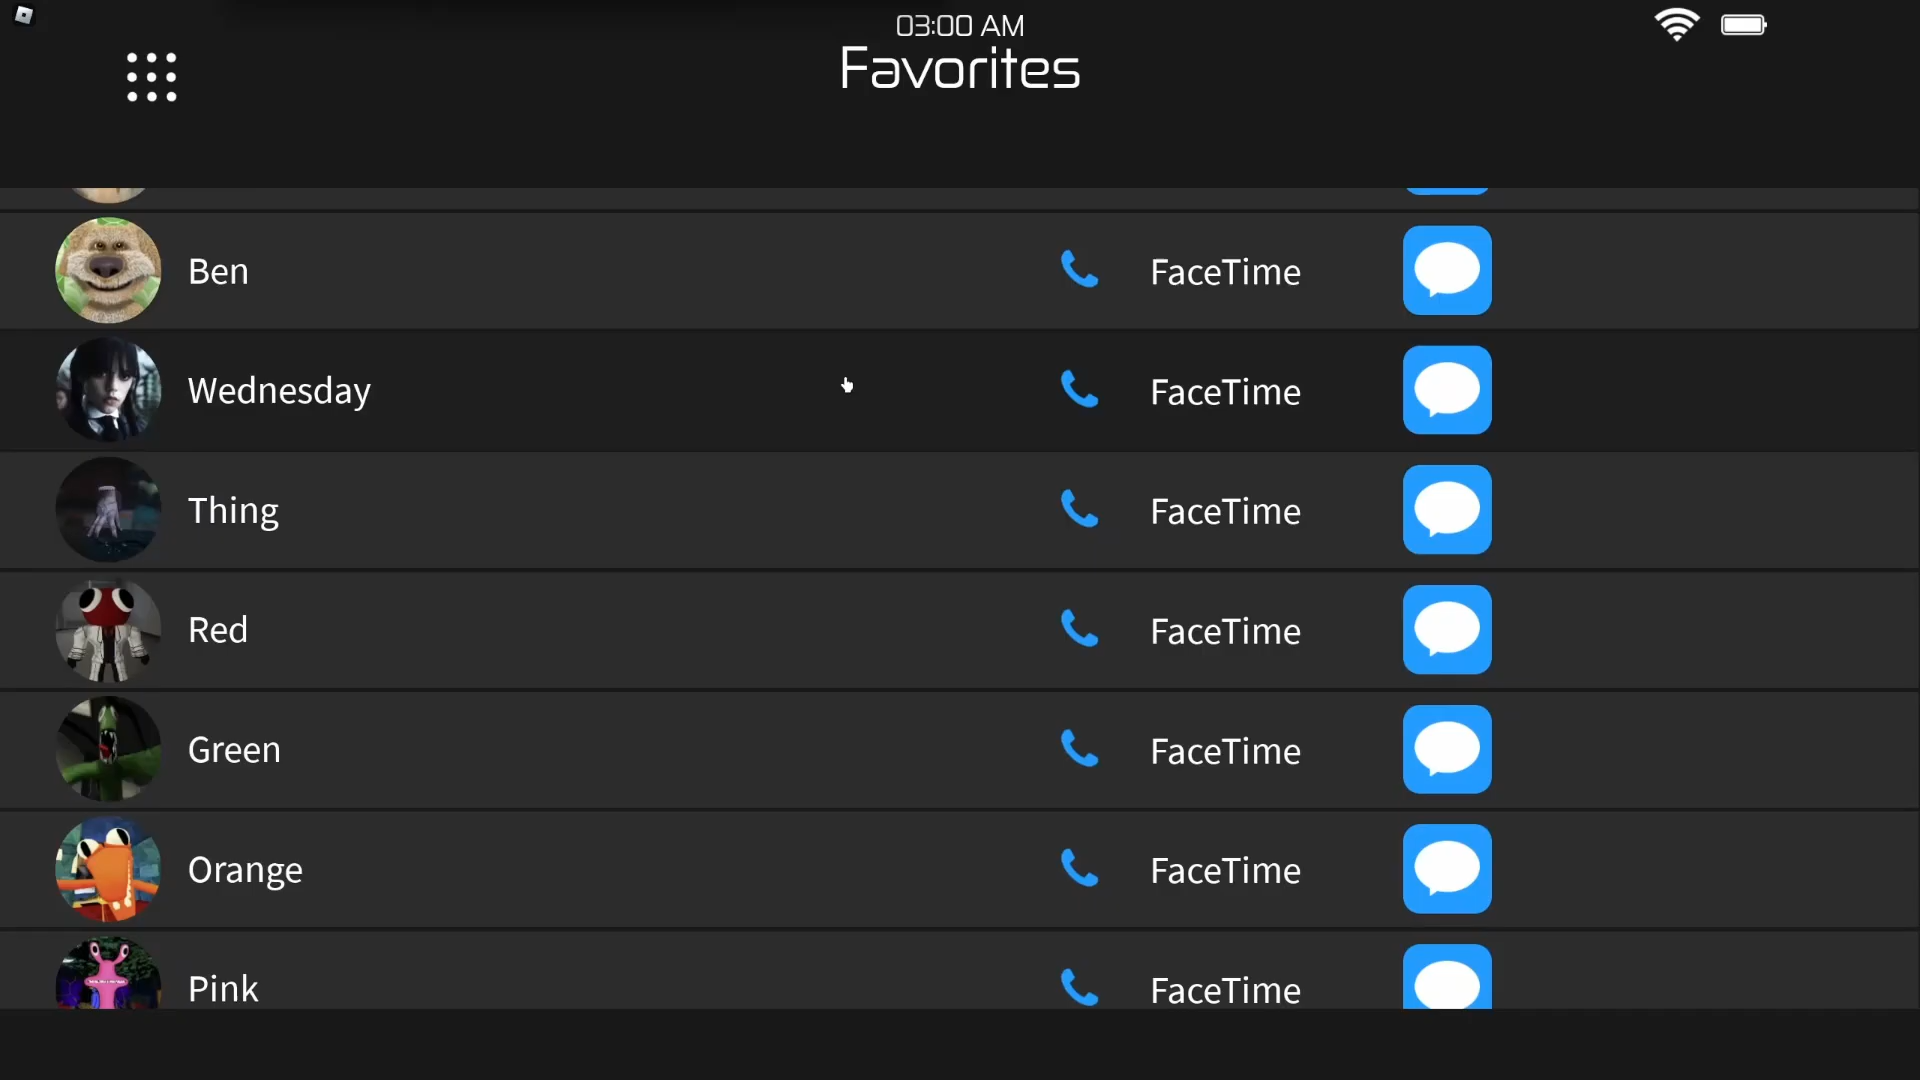 03:00 AM
Favorites
Ben FaceTime
Wednesday FaceTime
Thing FaceTime
Red FaceTime
Green FaceTime
Orange FaceTime
Pink FaceTime